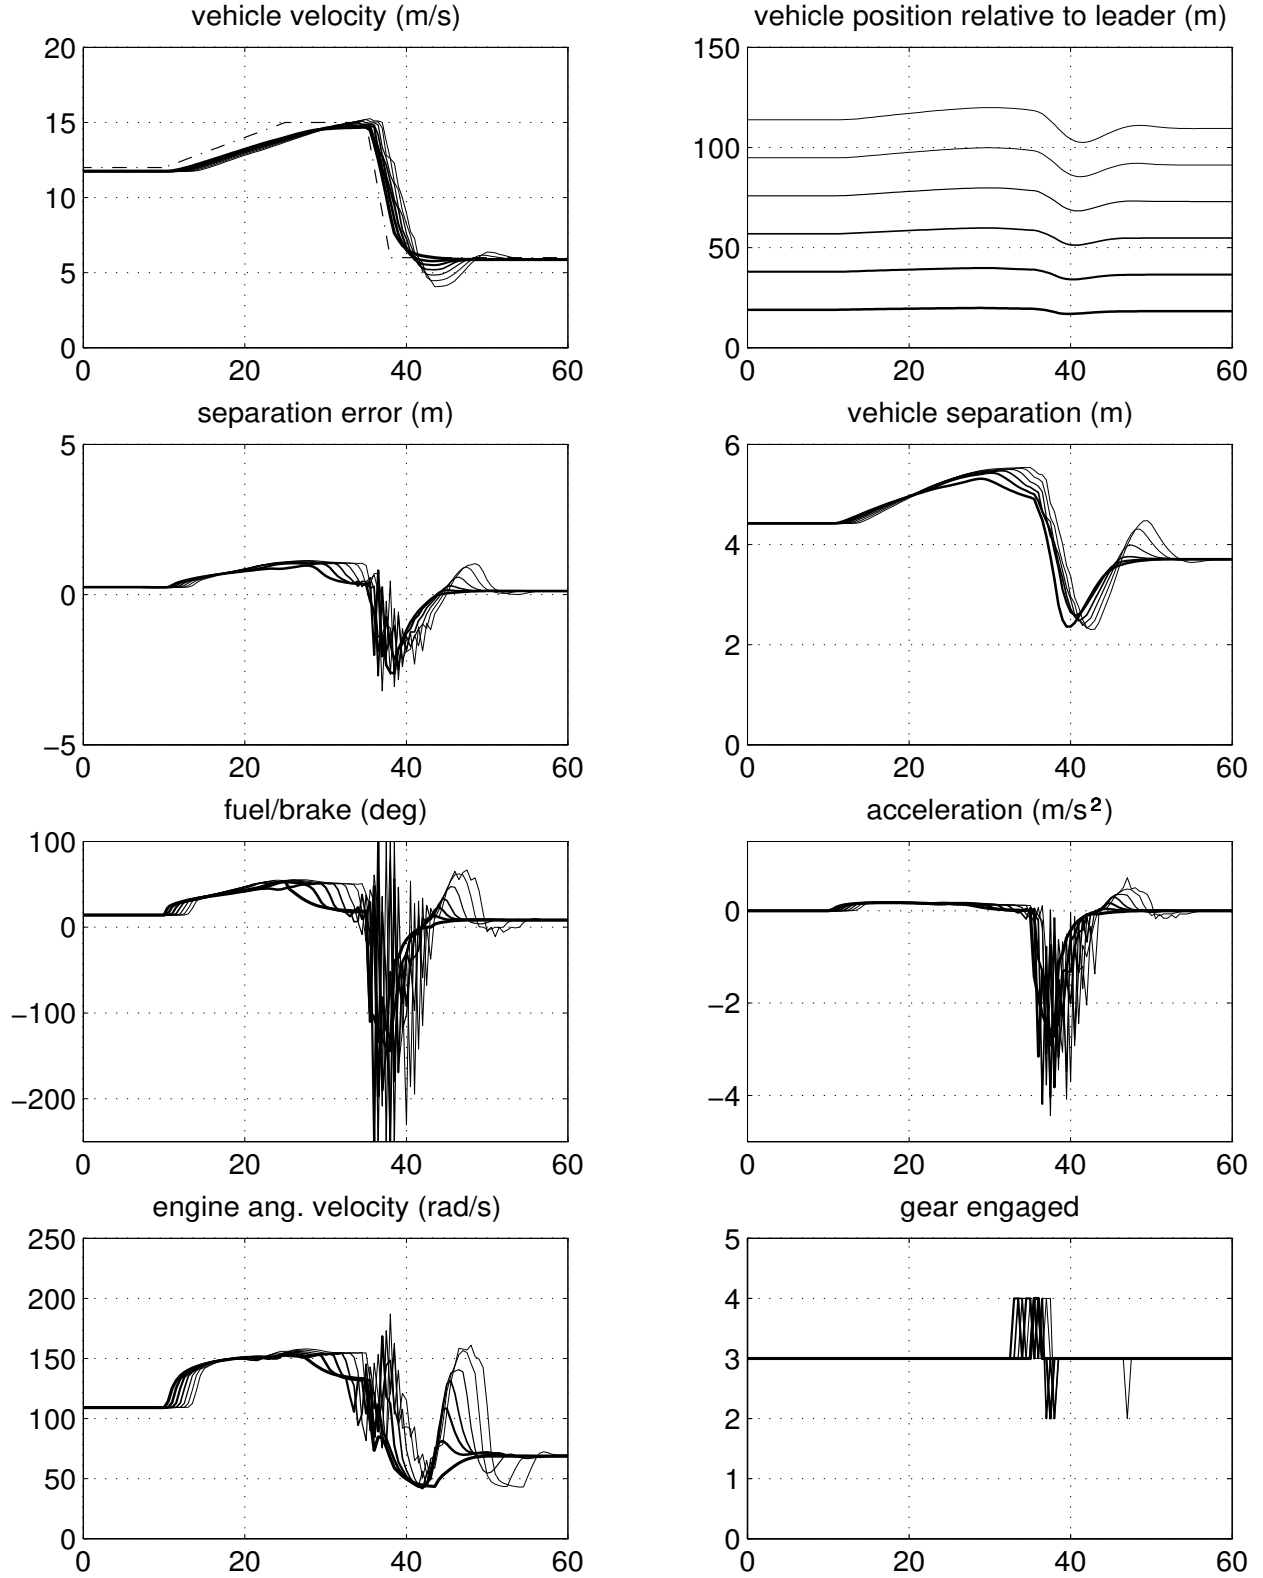 vehicle velocity (m/s)
20
15
10
5
0
0 20 40 60
vehicle position relative to leader (m)
150
100
50
0
0 20 40 60
separation error (m)
5
0
−5
0 20 40 60
vehicle separation (m)
6
4
2
0
0 20 40 60
fuel/brake (deg)
100
0
−100
−200
0 20 40 60
acceleration (m/s²)
0
−2
−4
0 20 40 60
engine ang. velocity (rad/s)
250
200
150
100
50
0
0 20 40 60
gear engaged
5
4
3
2
1
0
0 20 40 60